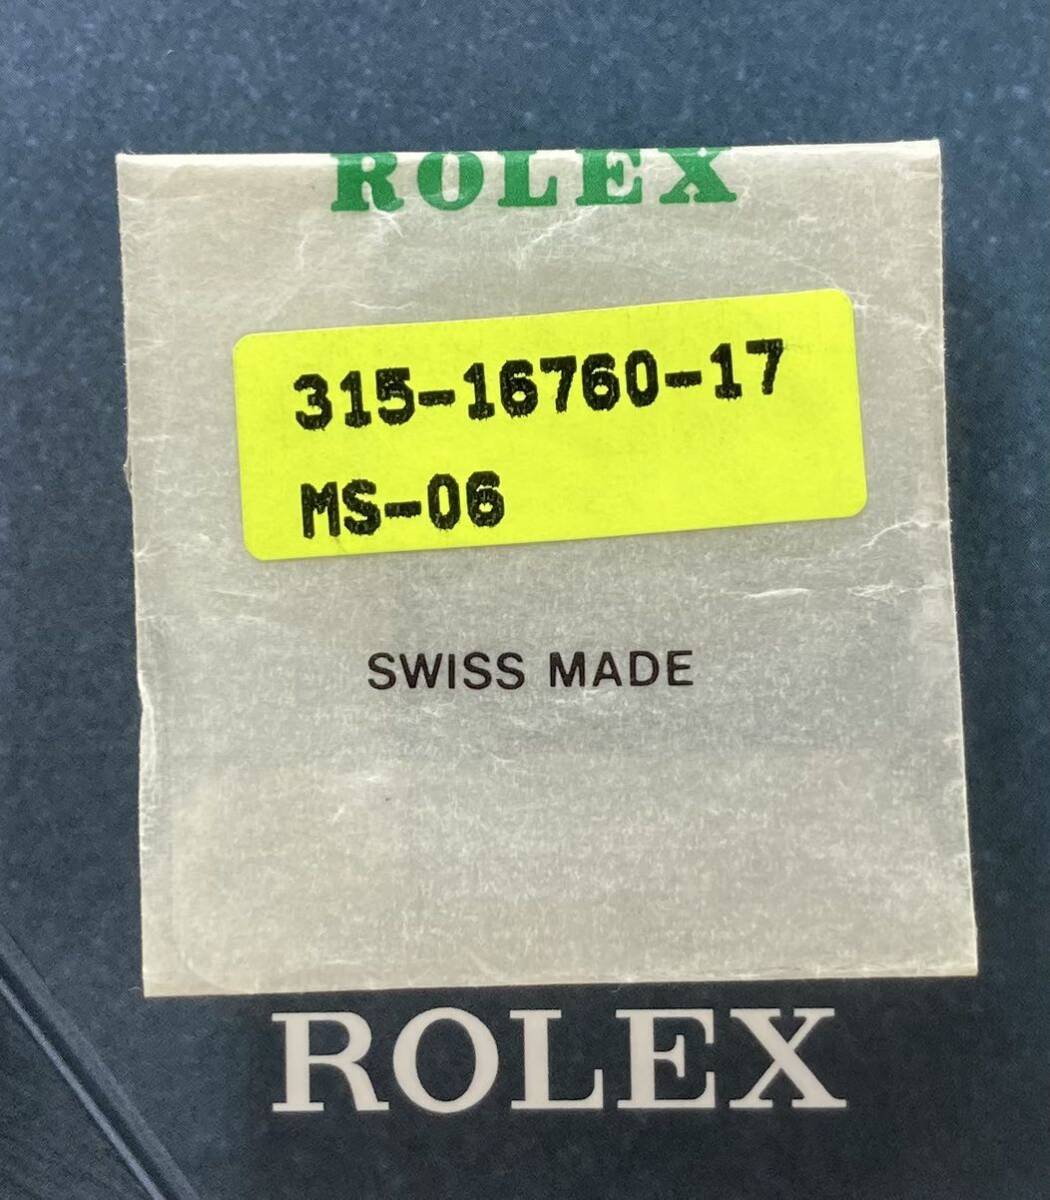 ROLEX
315-16760-17
MS-06
SWISS MADE
ROLEX